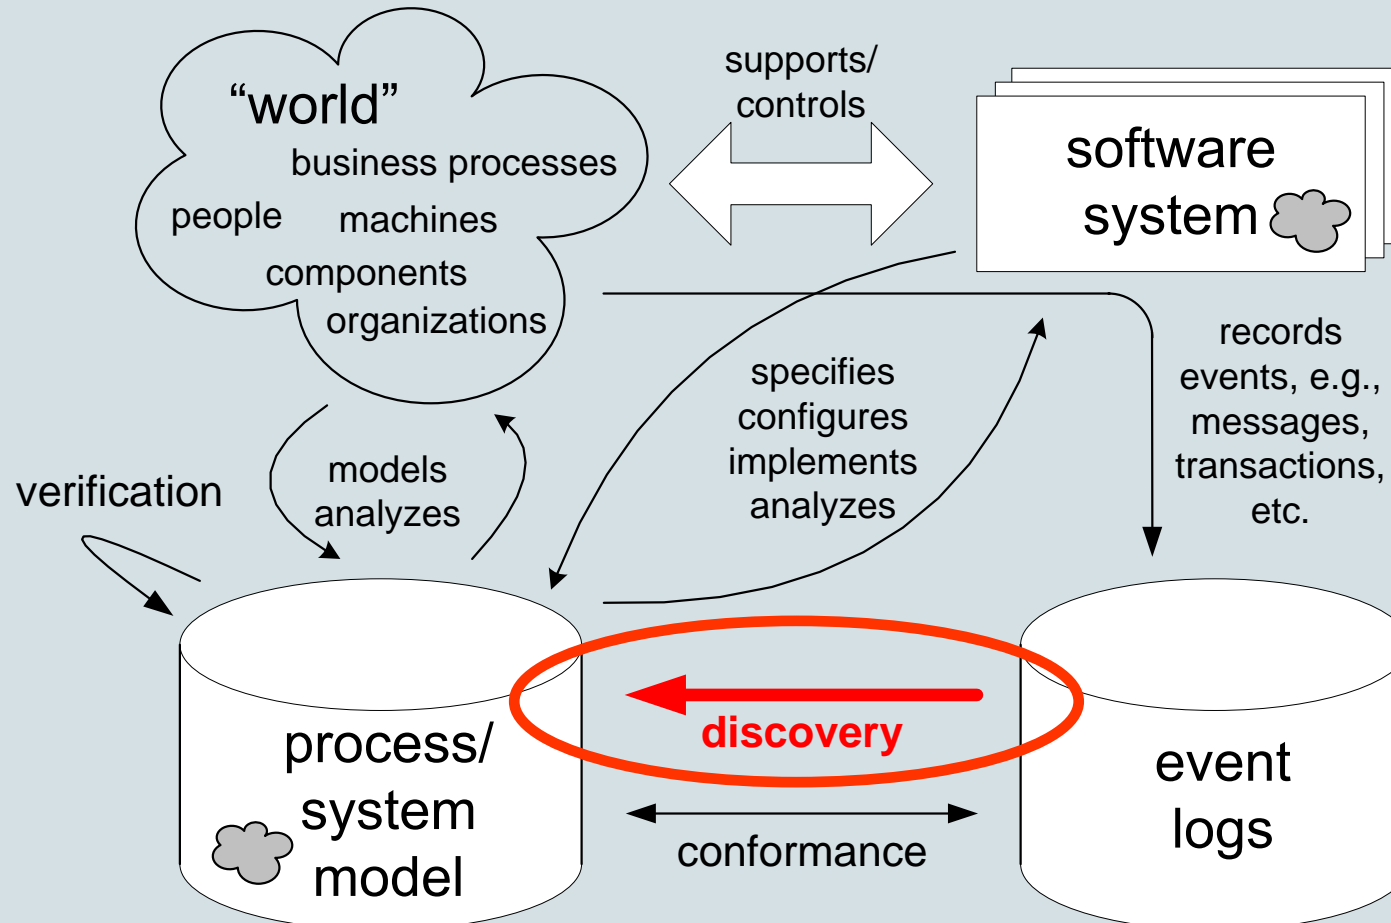 “world”
business processes
people
machines
components
organizations
supports/
controls
software
system
records
events, e.g.,
messages,
transactions,
etc.
specifies
configures
implements
analyzes
models
analyzes
verification
discovery
process/
system
model
conformance
event
logs